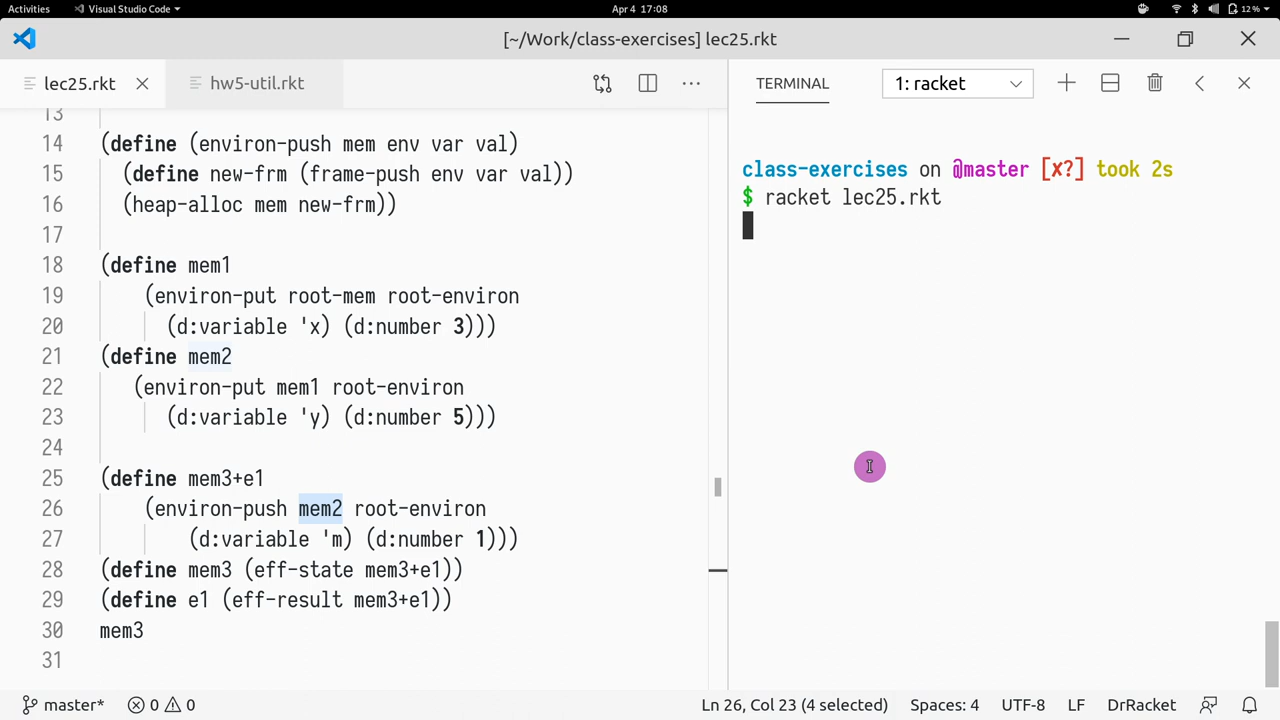 Activities Visual Studio Code Apr 4 17:08 12%
[~/Work/class-exercises] lec25.rkt
lec25.rkt hw5-util.rkt
TERMINAL 1: racket
13
14 (define (environ-push mem env var val)
15 (define new-frm (frame-push env var val))
16 (heap-alloc mem new-frm))
17
18 (define mem1
19 (environ-put root-mem root-environ
20 (d:variable 'x) (d:number 3)))
21 (define mem2
22 (environ-put mem1 root-environ
23 (d:variable 'y) (d:number 5)))
24
25 (define mem3+e1
26 (environ-push mem2 root-environ
27 (d:variable 'm) (d:number 1)))
28 (define mem3 (eff-state mem3+e1))
29 (define e1 (eff-result mem3+e1))
30 mem3
31
class-exercises on @master [✗?] took 2s
$ racket lec25.rkt
master* 0 0 Ln 26, Col 23 (4 selected) Spaces: 4 UTF-8 LF DrRacket